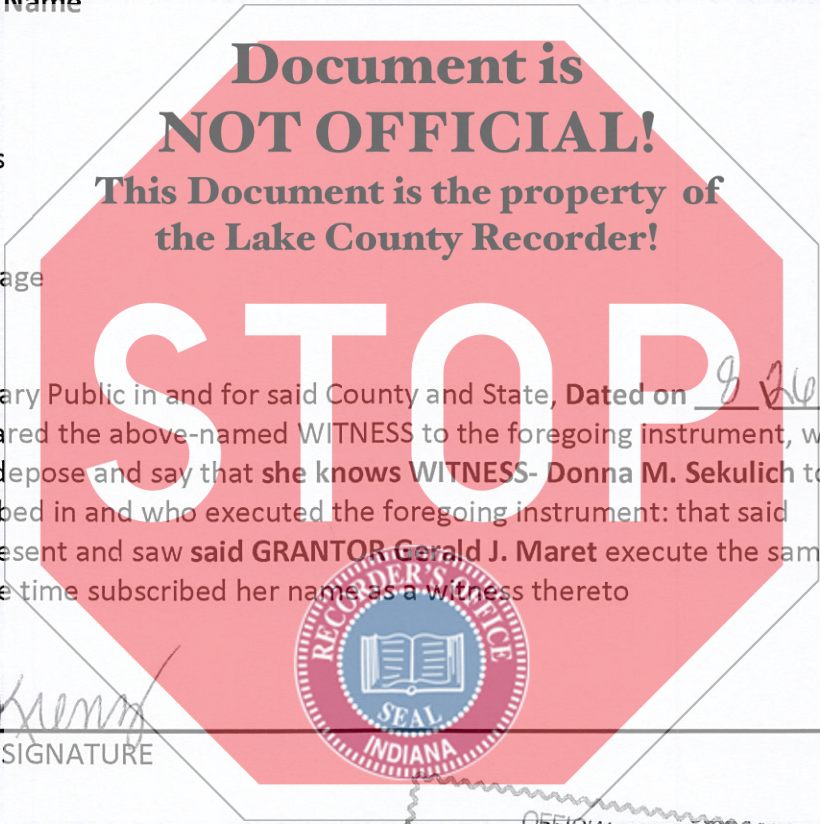 Name
Document is
NOT OFFICIAL!
This Document is the property of
the Lake County Recorder!
s
age
STOP
ary Public in and for said County and State, Dated on 8 26
ared the above-named WITNESS to the foregoing instrument, w
depose and say that she knows WITNESS- Donna M. Sekulich to
bed in and who executed the foregoing instrument: that said
esent and saw said GRANTOR Gerald J. Maret execute the sam
e time subscribed her name as a witness thereto
RECORDER'S OFFICE
SEAL
INDIANA
SIGNATURE